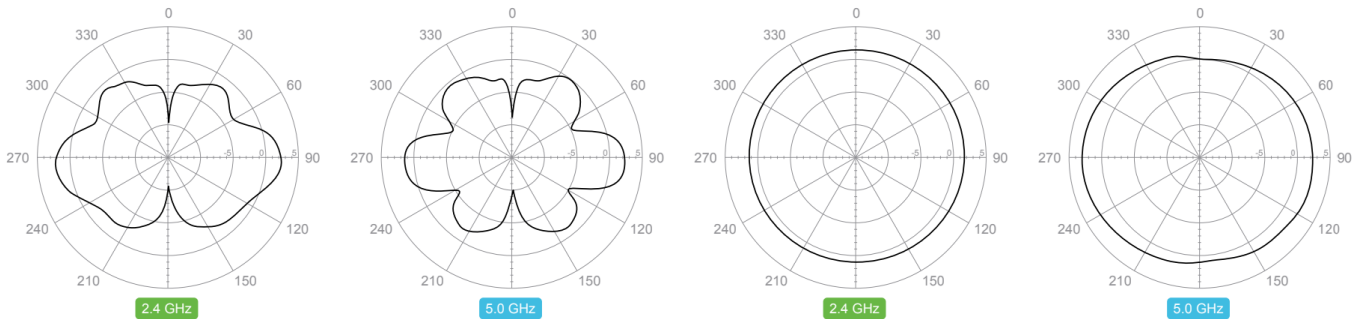 0 0 0 0
330 30 330 30 330 30 330 30
300 60 300 60 300 60 300 60
270 -5 0 5 90 270 -5 0 5 90 270 -5 0 5 90 270 -5 0 5 90
240 120 240 120 240 120 240 120
210 150 210 150 210 150 210 150
2.4 GHz 5.0 GHz 2.4 GHz 5.0 GHz